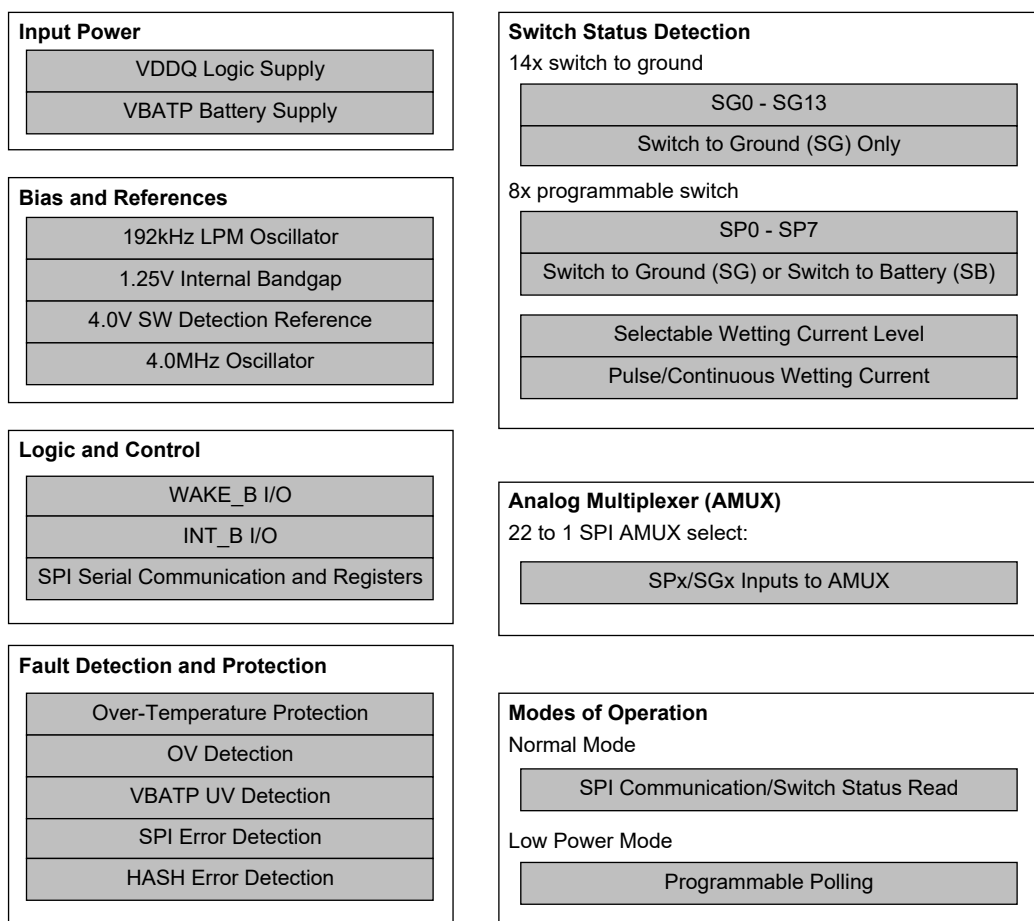 Input Power
VDDQ Logic Supply
VBATP Battery Supply
Bias and References
192kHz LPM Oscillator
1.25V Internal Bandgap
4.0V SW Detection Reference
4.0MHz Oscillator
Logic and Control
WAKE_B I/O
INT_B I/O
SPI Serial Communication and Registers
Fault Detection and Protection
Over-Temperature Protection
OV Detection
VBATP UV Detection
SPI Error Detection
HASH Error Detection
Switch Status Detection
14x switch to ground
SG0 - SG13
Switch to Ground (SG) Only
8x programmable switch
SP0 - SP7
Switch to Ground (SG) or Switch to Battery (SB)
Selectable Wetting Current Level
Pulse/Continuous Wetting Current
Analog Multiplexer (AMUX)
22 to 1 SPI AMUX select:
SPx/SGx Inputs to AMUX
Modes of Operation
Normal Mode
SPI Communication/Switch Status Read
Low Power Mode
Programmable Polling